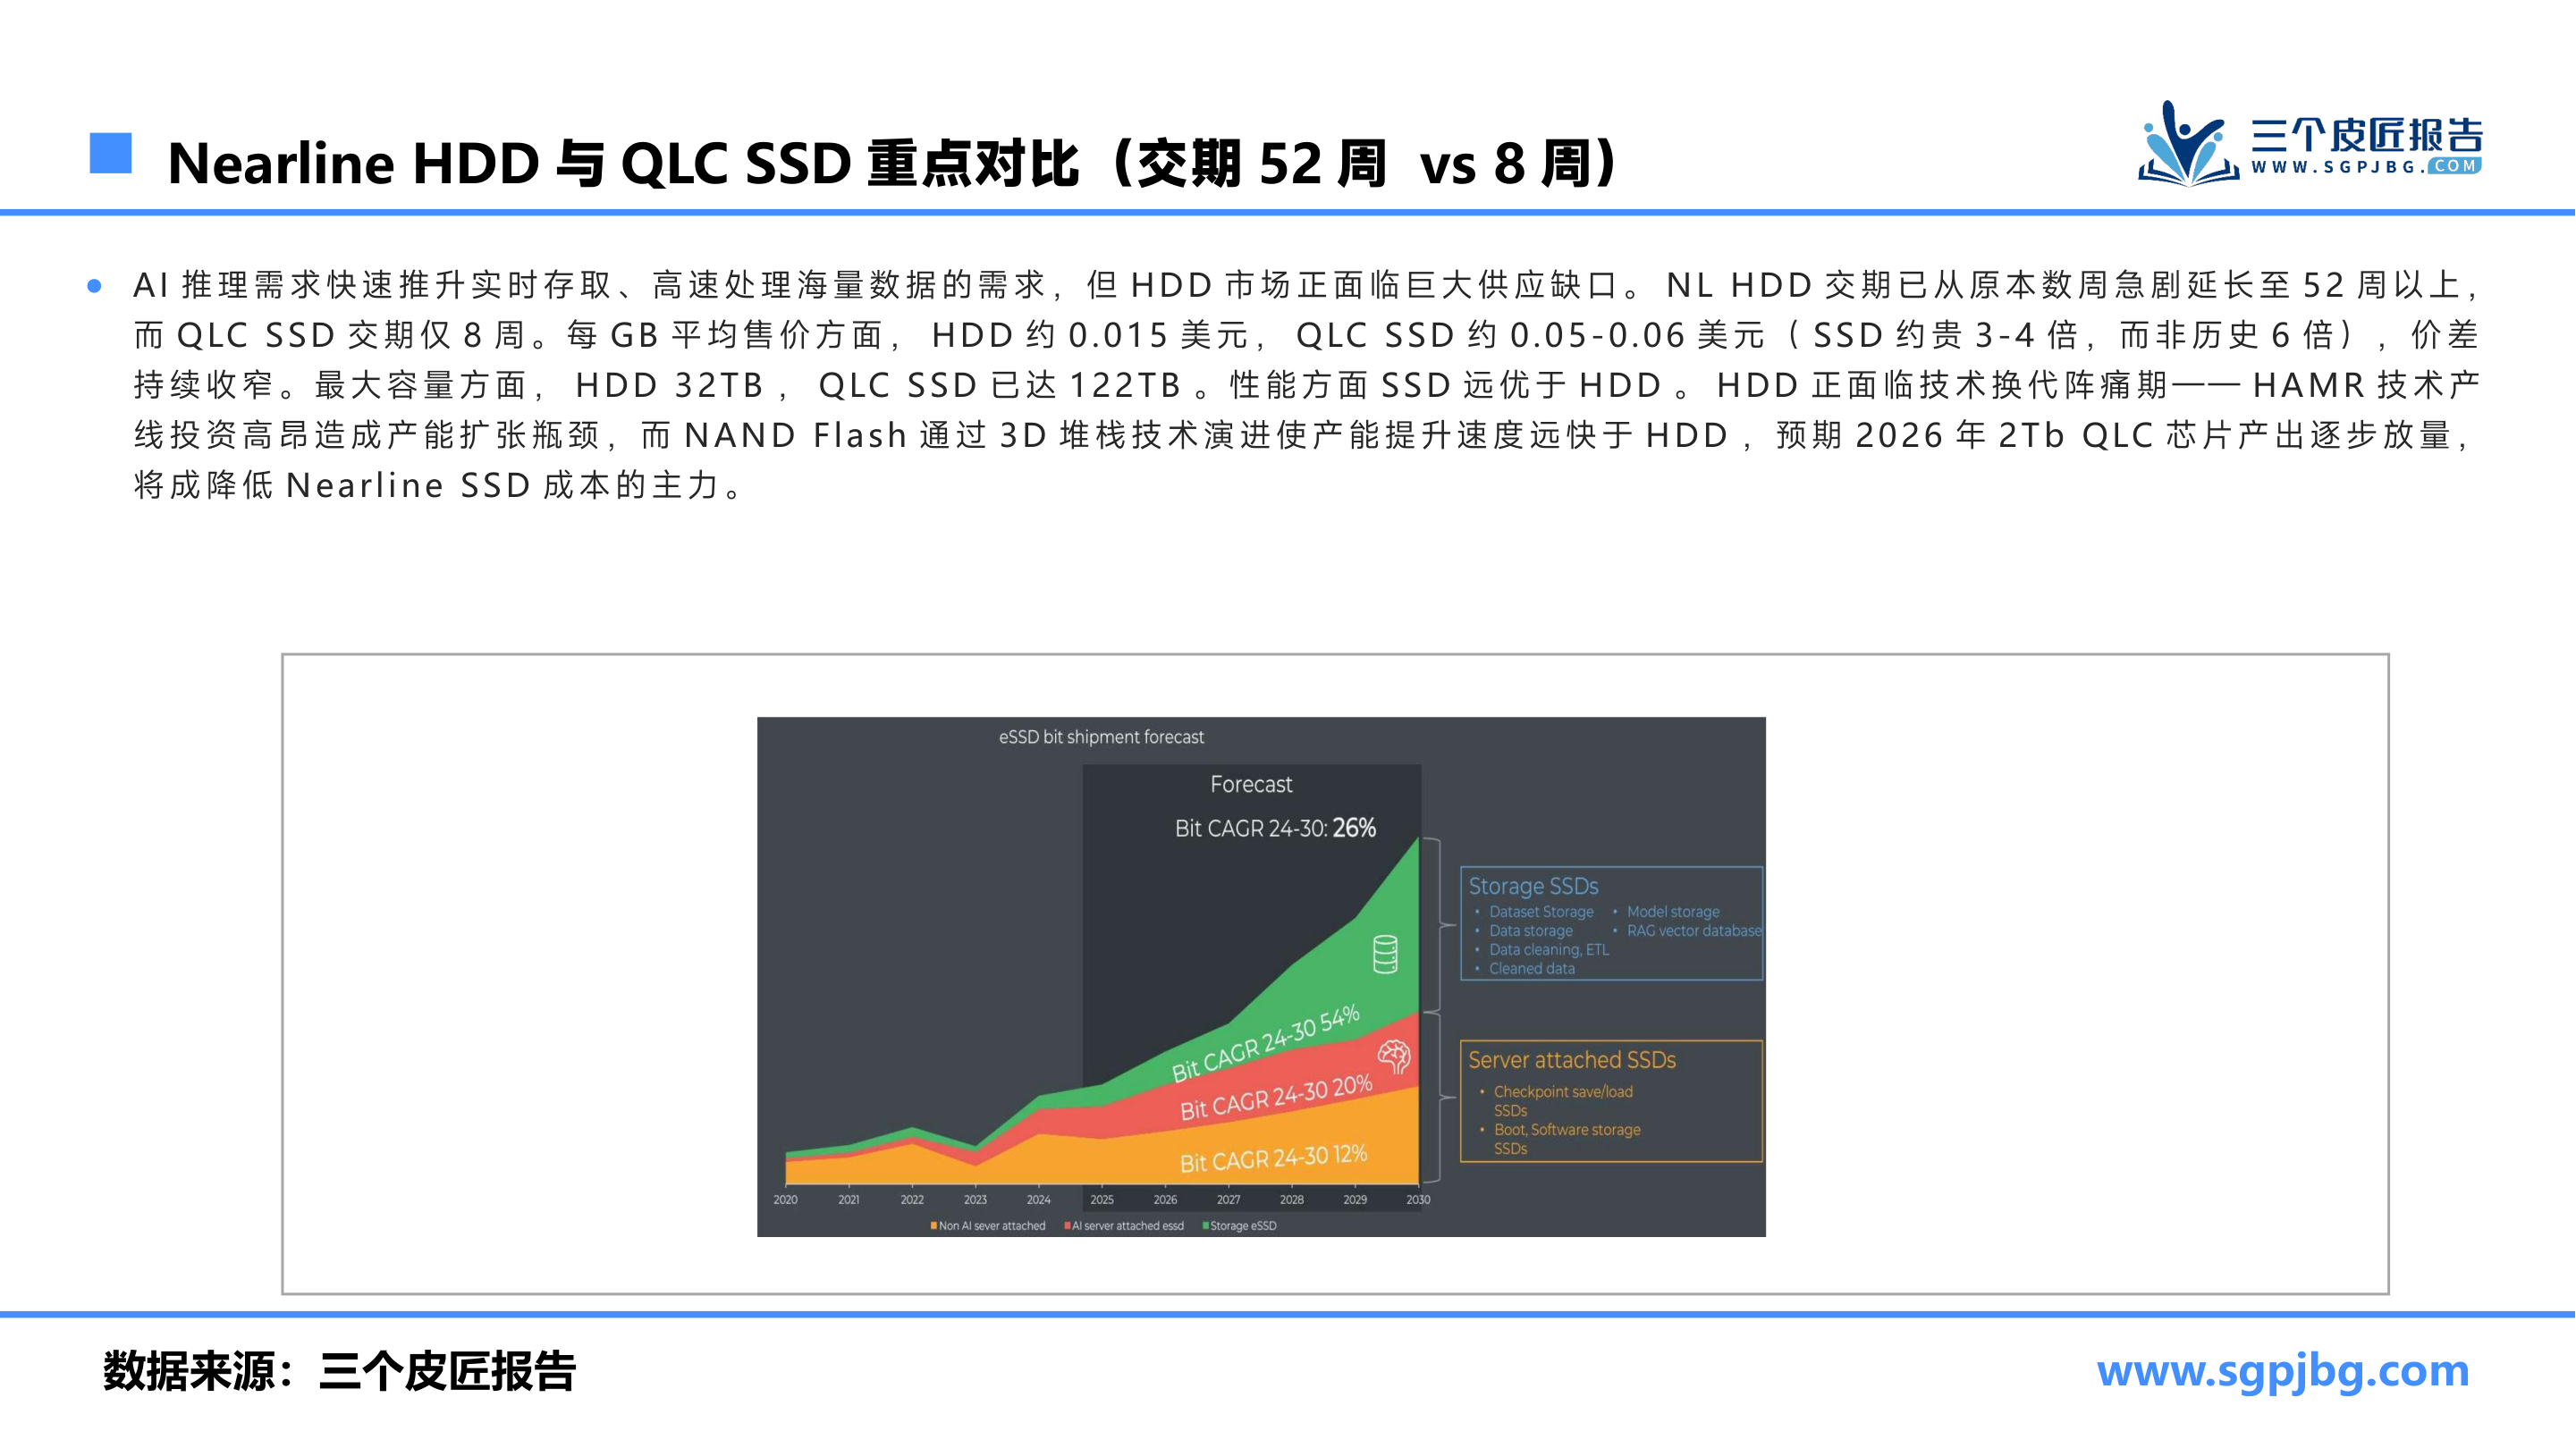 Nearline HDD 与 QLC SSD 重点对比（交期 52 周 vs 8 周）
三个皮匠报告
WWW.SGPJBG.COM
AI 推理需求快速推升实时存取、高速处理海量数据的需求，但 HDD 市场正面临巨大供应缺口。 NL HDD 交期已从原本数周急剧延长至 52 周以上，
而 QLC SSD 交期仅 8 周。每 GB 平均售价方面， HDD 约 0.015 美元， QLC SSD 约 0.05-0.06 美元（ SSD 约贵 3-4 倍，而非历史 6 倍），价差
持续收窄。最大容量方面， HDD 32TB ， QLC SSD 已达 122TB 。性能方面 SSD 远优于 HDD 。 HDD 正面临技术换代阵痛期—— HAMR 技术产
线投资高昂造成产能扩张瓶颈，而 NAND Flash 通过 3D 堆栈技术演进使产能提升速度远快于 HDD ，预期 2026 年 2Tb QLC 芯片产出逐步放量，
将成降低 Nearline SSD 成本的主力。
eSSD bit shipment forecast
Forecast
Bit CAGR 24-30: 26%
Bit CAGR 24-30 54%
Bit CAGR 24-30 20%
Bit CAGR 24-30 12%
Storage SSDs
• Dataset Storage • Model storage
• Data storage • RAG vector database
• Data cleaning, ETL
• Cleaned data
Server attached SSDs
• Checkpoint save/load
SSDs
• Boot, Software storage
SSDs
2020 2021 2022 2023 2024 2025 2026 2027 2028 2029 2030
Non AI sever attached AI server attached essd Storage eSSD
数据来源：三个皮匠报告
www.sgpjbg.com